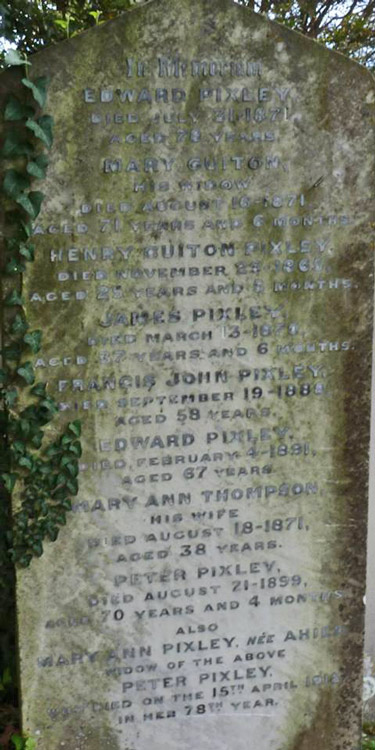 In Memoriam
EDWARD PIXLEY,
DIED JULY 21-1871,
AGED 78 YEARS.
MARY GUITON,
HIS WIDOW
DIED AUGUST 16-1871,
AGED 71 YEARS AND 6 MONTHS.
HENRY GUITON PIXLEY,
DIED NOVEMBER
AGED YEARS AND MONTHS.
JAMES PIXLEY,
DIED MARCH 13-
AGED 37 YEARS AND 6 MONTHS.
FRANCIS JOHN PIXLEY,
DIED SEPTEMBER 19-1888
AGED 58 YEARS.
EDWARD PIXLEY,
DIED FEBRUARY 4-1891,
AGED 67 YEARS
MARY ANN THOMPSON,
HIS WIFE
DIED AUGUST 18-1871,
AGED 38 YEARS.
PETER PIXLEY,
DIED AUGUST 21-1899,
AGED 70 YEARS AND 4 MONTHS
ALSO
MARY ANN PIXLEY, NÉE
WIDOW OF THE ABOVE
PETER PIXLEY,
WHO DIED ON THE 15TH APRIL
IN HER 78TH YEAR.